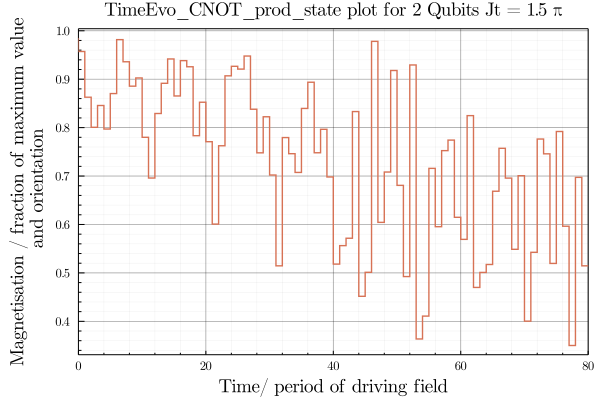 TimeEvo_CNOT_prod_state plot for 2 Qubits Jt = 1.5 π
Magnetisation / fraction of maximum value
and orientation
1.0
0.9
0.8
0.7
0.6
0.5
0.4
0 20 40 60 80
Time/ period of driving field